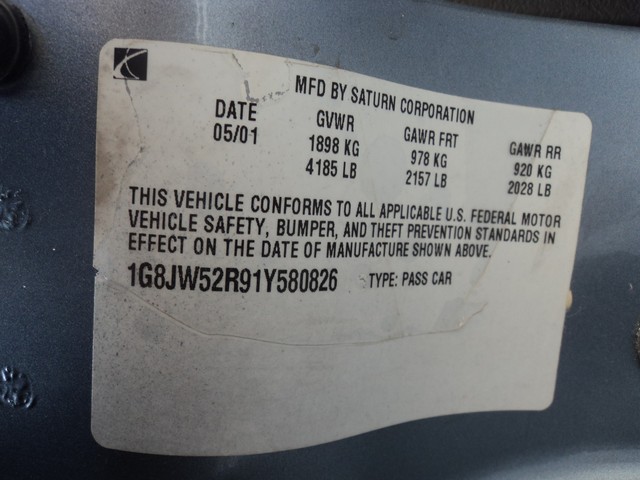 MFD BY SATURN CORPORATION
DATE GVWR GAWR FRT GAWR RR
05/01 1898 KG 978 KG 920 KG
4185 LB 2157 LB 2028 LB
THIS VEHICLE CONFORMS TO ALL APPLICABLE U.S. FEDERAL MOTOR
VEHICLE SAFETY, BUMPER, AND THEFT PREVENTION STANDARDS IN
EFFECT ON THE DATE OF MANUFACTURE SHOWN ABOVE.
1G8JW52R91Y580826 TYPE: PASS CAR